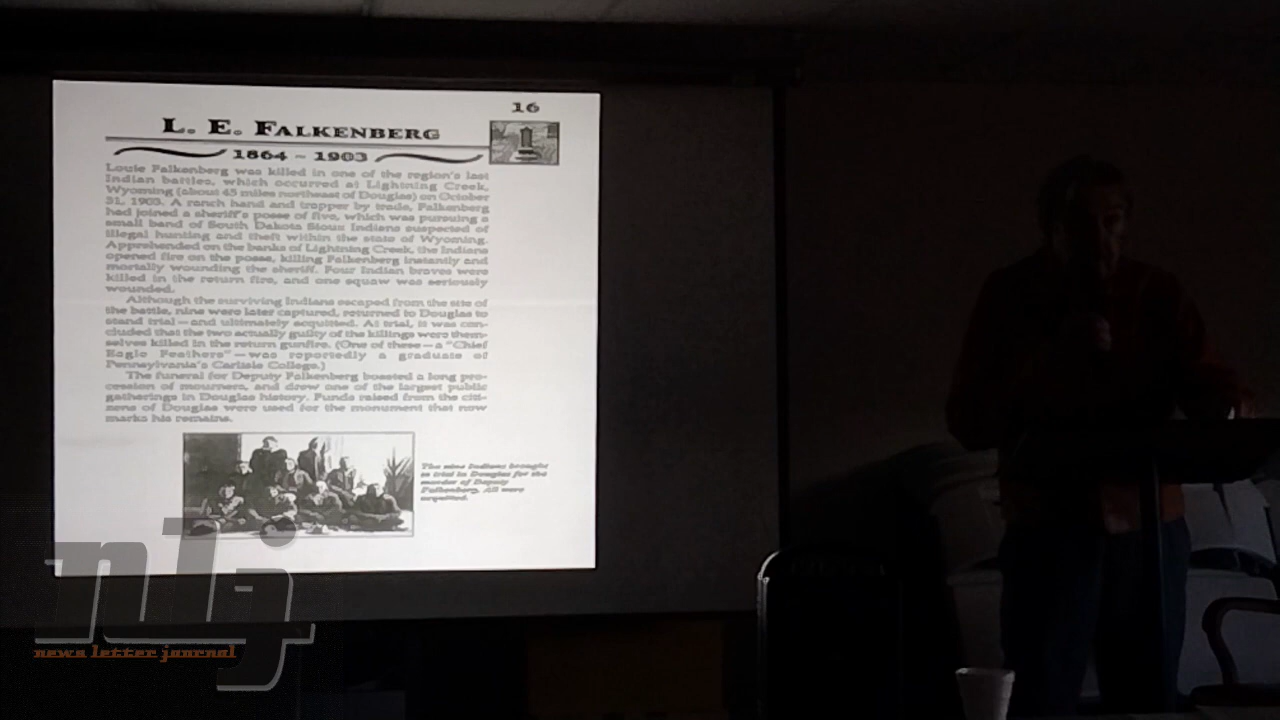 16
L. E. FALKENBERG
1864 ~ 1903
Louie Falkenberg was killed in one of the region's last
Indian battles, which occurred at Lightning Creek,
Wyoming (about 45 miles northeast of Douglas) on October
31, 1903. A ranch hand and trapper by trade, Falkenberg
had joined a sheriff's posse of five, which was pursuing a
small band of South Dakota Sioux Indians suspected of
illegal hunting and theft within the state of Wyoming.
Apprehended on the banks of Lightning Creek, the Indians
opened fire on the posse, killing Falkenberg instantly and
mortally wounding the sheriff. Four Indian braves were
killed in the return fire, and one squaw was seriously
wounded.
Although the surviving Indians escaped from the site of
the battle, nine were later captured, returned to Douglas to
stand trial—and ultimately acquitted. At trial, it was con-
cluded that the two actually guilty of the killings were them-
selves killed in the return gunfire. (One of these—a "Chief
Eagle Feathers"—was reportedly a graduate of
Pennsylvania's Carlisle College.)
The funeral for Deputy Falkenberg boasted a long pro-
cession of mourners, and drew one of the largest public
gatherings in Douglas history. Funds raised from the citi-
zens of Douglas were used for the monument that now
marks his remains.
The nine Indians brought
to trial in Douglas for the
murder of Deputy
Falkenberg. All were
acquitted.
nlj
news letter journal